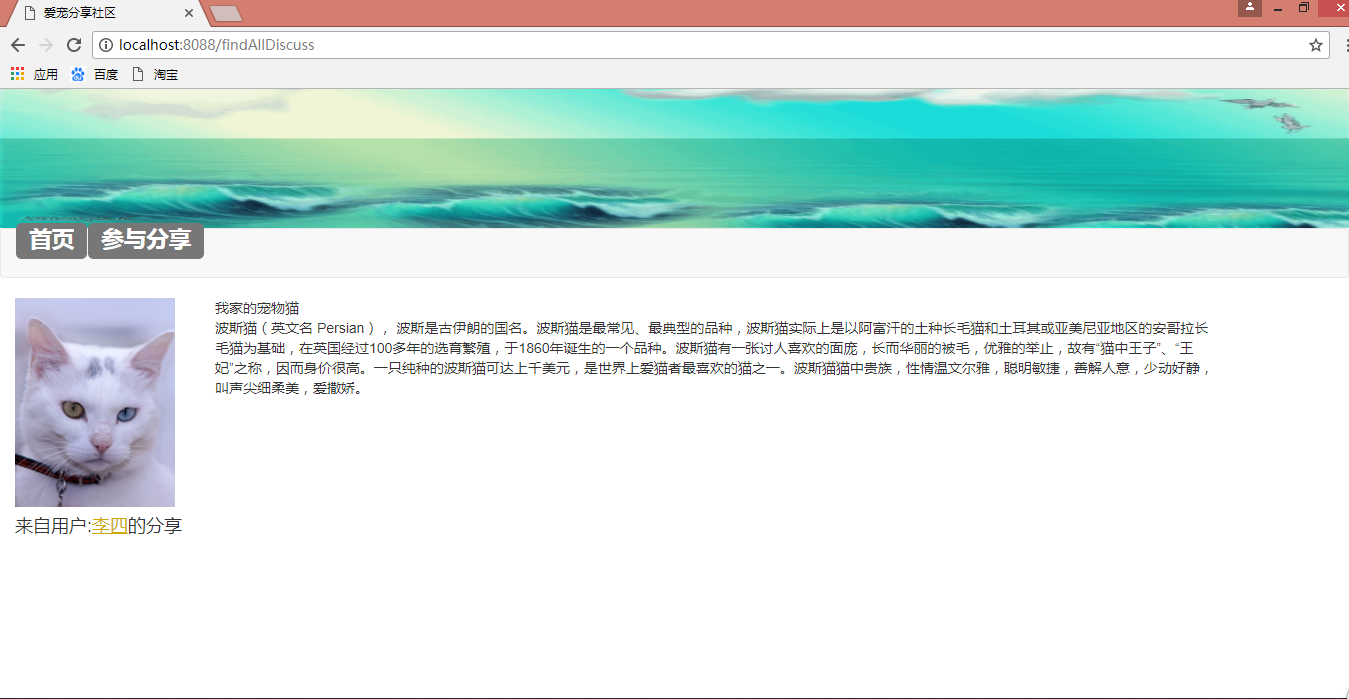 爱宠分享社区
localhost:8088/findAllDiscuss
应用 百度 淘宝
首页 参与分享
我家的宠物猫
波斯猫（英文名 Persian ）， 波斯是古伊朗的国名。波斯猫是最常见、最典型的品种，波斯猫实际上是以阿富汗的土种长毛猫和土耳其或亚美尼亚地区的安哥拉长
毛猫为基础，在英国经过100多年的选育繁殖，于1860年诞生的一个品种。波斯猫有一张讨人喜欢的面庞，长而华丽的被毛，优雅的举止，故有“猫中王子”、“王
妃”之称，因而身价很高。一只纯种的波斯猫可达上千美元，是世界上爱猫者最喜欢的猫之一。波斯猫猫中贵族，性情温文尔雅，聪明敏捷，善解人意，少动好静，
叫声尖细柔美，爱撒娇。
来自用户:李四的分享